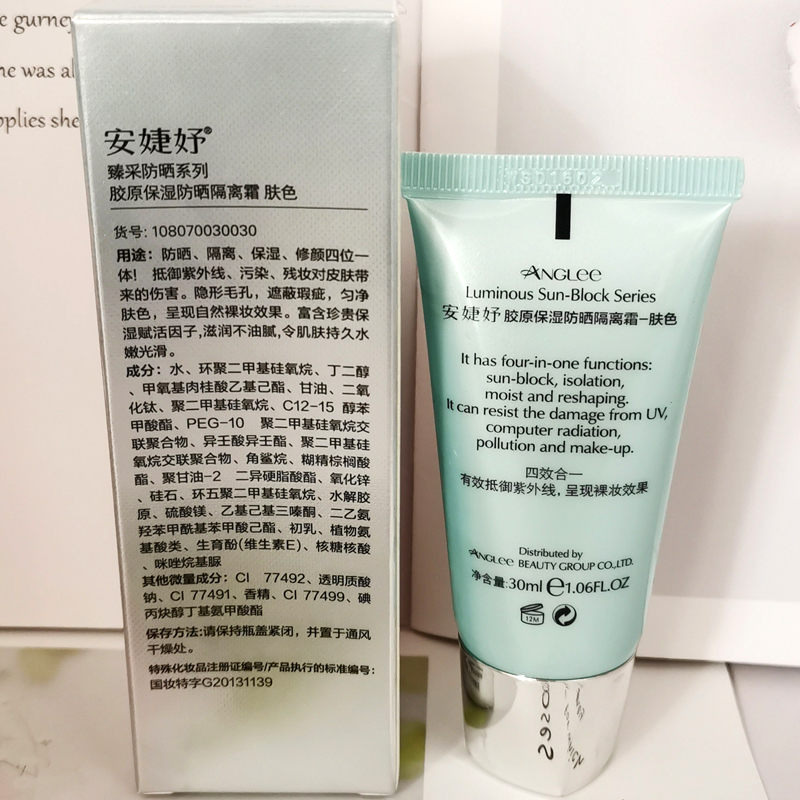 e gurney
he was al
pplies she
安婕妤®
臻采防晒系列
胶原保湿防晒隔离霜 肤色
货号: 108070030030
用途: 防晒、隔离、保湿、修颜四位一
体! 抵御紫外线、污染、残妆对皮肤带
来的伤害。隐形毛孔, 遮蔽瑕疵, 匀净
肤色, 呈现自然裸妆效果。富含珍贵保
湿赋活因子,滋润不油腻,令肌肤持久水
嫩光滑。
成分: 水、环聚二甲基硅氧烷、丁二醇
、甲氧基肉桂酸乙基己酯、甘油、二氧
化钛、聚二甲基硅氧烷、C12-15 醇苯
甲酸酯、PEG-10 聚二甲基硅氧烷交
联聚合物、异壬酸异壬酯、聚二甲基硅
氧烷交联聚合物、角鲨烷、糊精棕榈酸
酯、聚甘油-2 二异硬脂酸酯、氧化锌
、硅石、环五聚二甲基硅氧烷、水解胶
原、硫酸镁、乙基己基三嗪酮、二乙氨
羟苯甲酰基苯甲酸己酯、初乳、植物氨
基酸类、生育酚(维生素E)、核糖核酸
、咪唑烷基脲
其他微量成分: CI 77492、透明质酸
钠、CI 77491、香精、CI 77499、碘
丙炔醇丁基氨甲酸酯
保存方法:请保持瓶盖紧闭, 并置于通风
干燥处。
特殊化妆品注册证编号/产品执行的标准编号:
国妆特字G20131139
ANGLee
Luminous Sun-Block Series
安婕妤 胶原保湿防晒隔离霜-肤色
It has four-in-one functions:
sun-block, isolation,
moist and reshaping.
It can resist the damage from UV,
computer radiation,
pollution and make-up.
四效合一
有效抵御紫外线, 呈现裸妆效果
Distributed by
ANGLee BEAUTY GROUP CO.,LTD.
净含量:30ml ℮1.06FL.OZ
12M